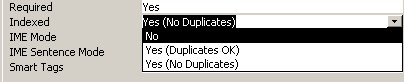 Required Yes
Indexed Yes (No Duplicates)
IME Mode No
IME Sentence Mode Yes (Duplicates OK)
Smart Tags Yes (No Duplicates)